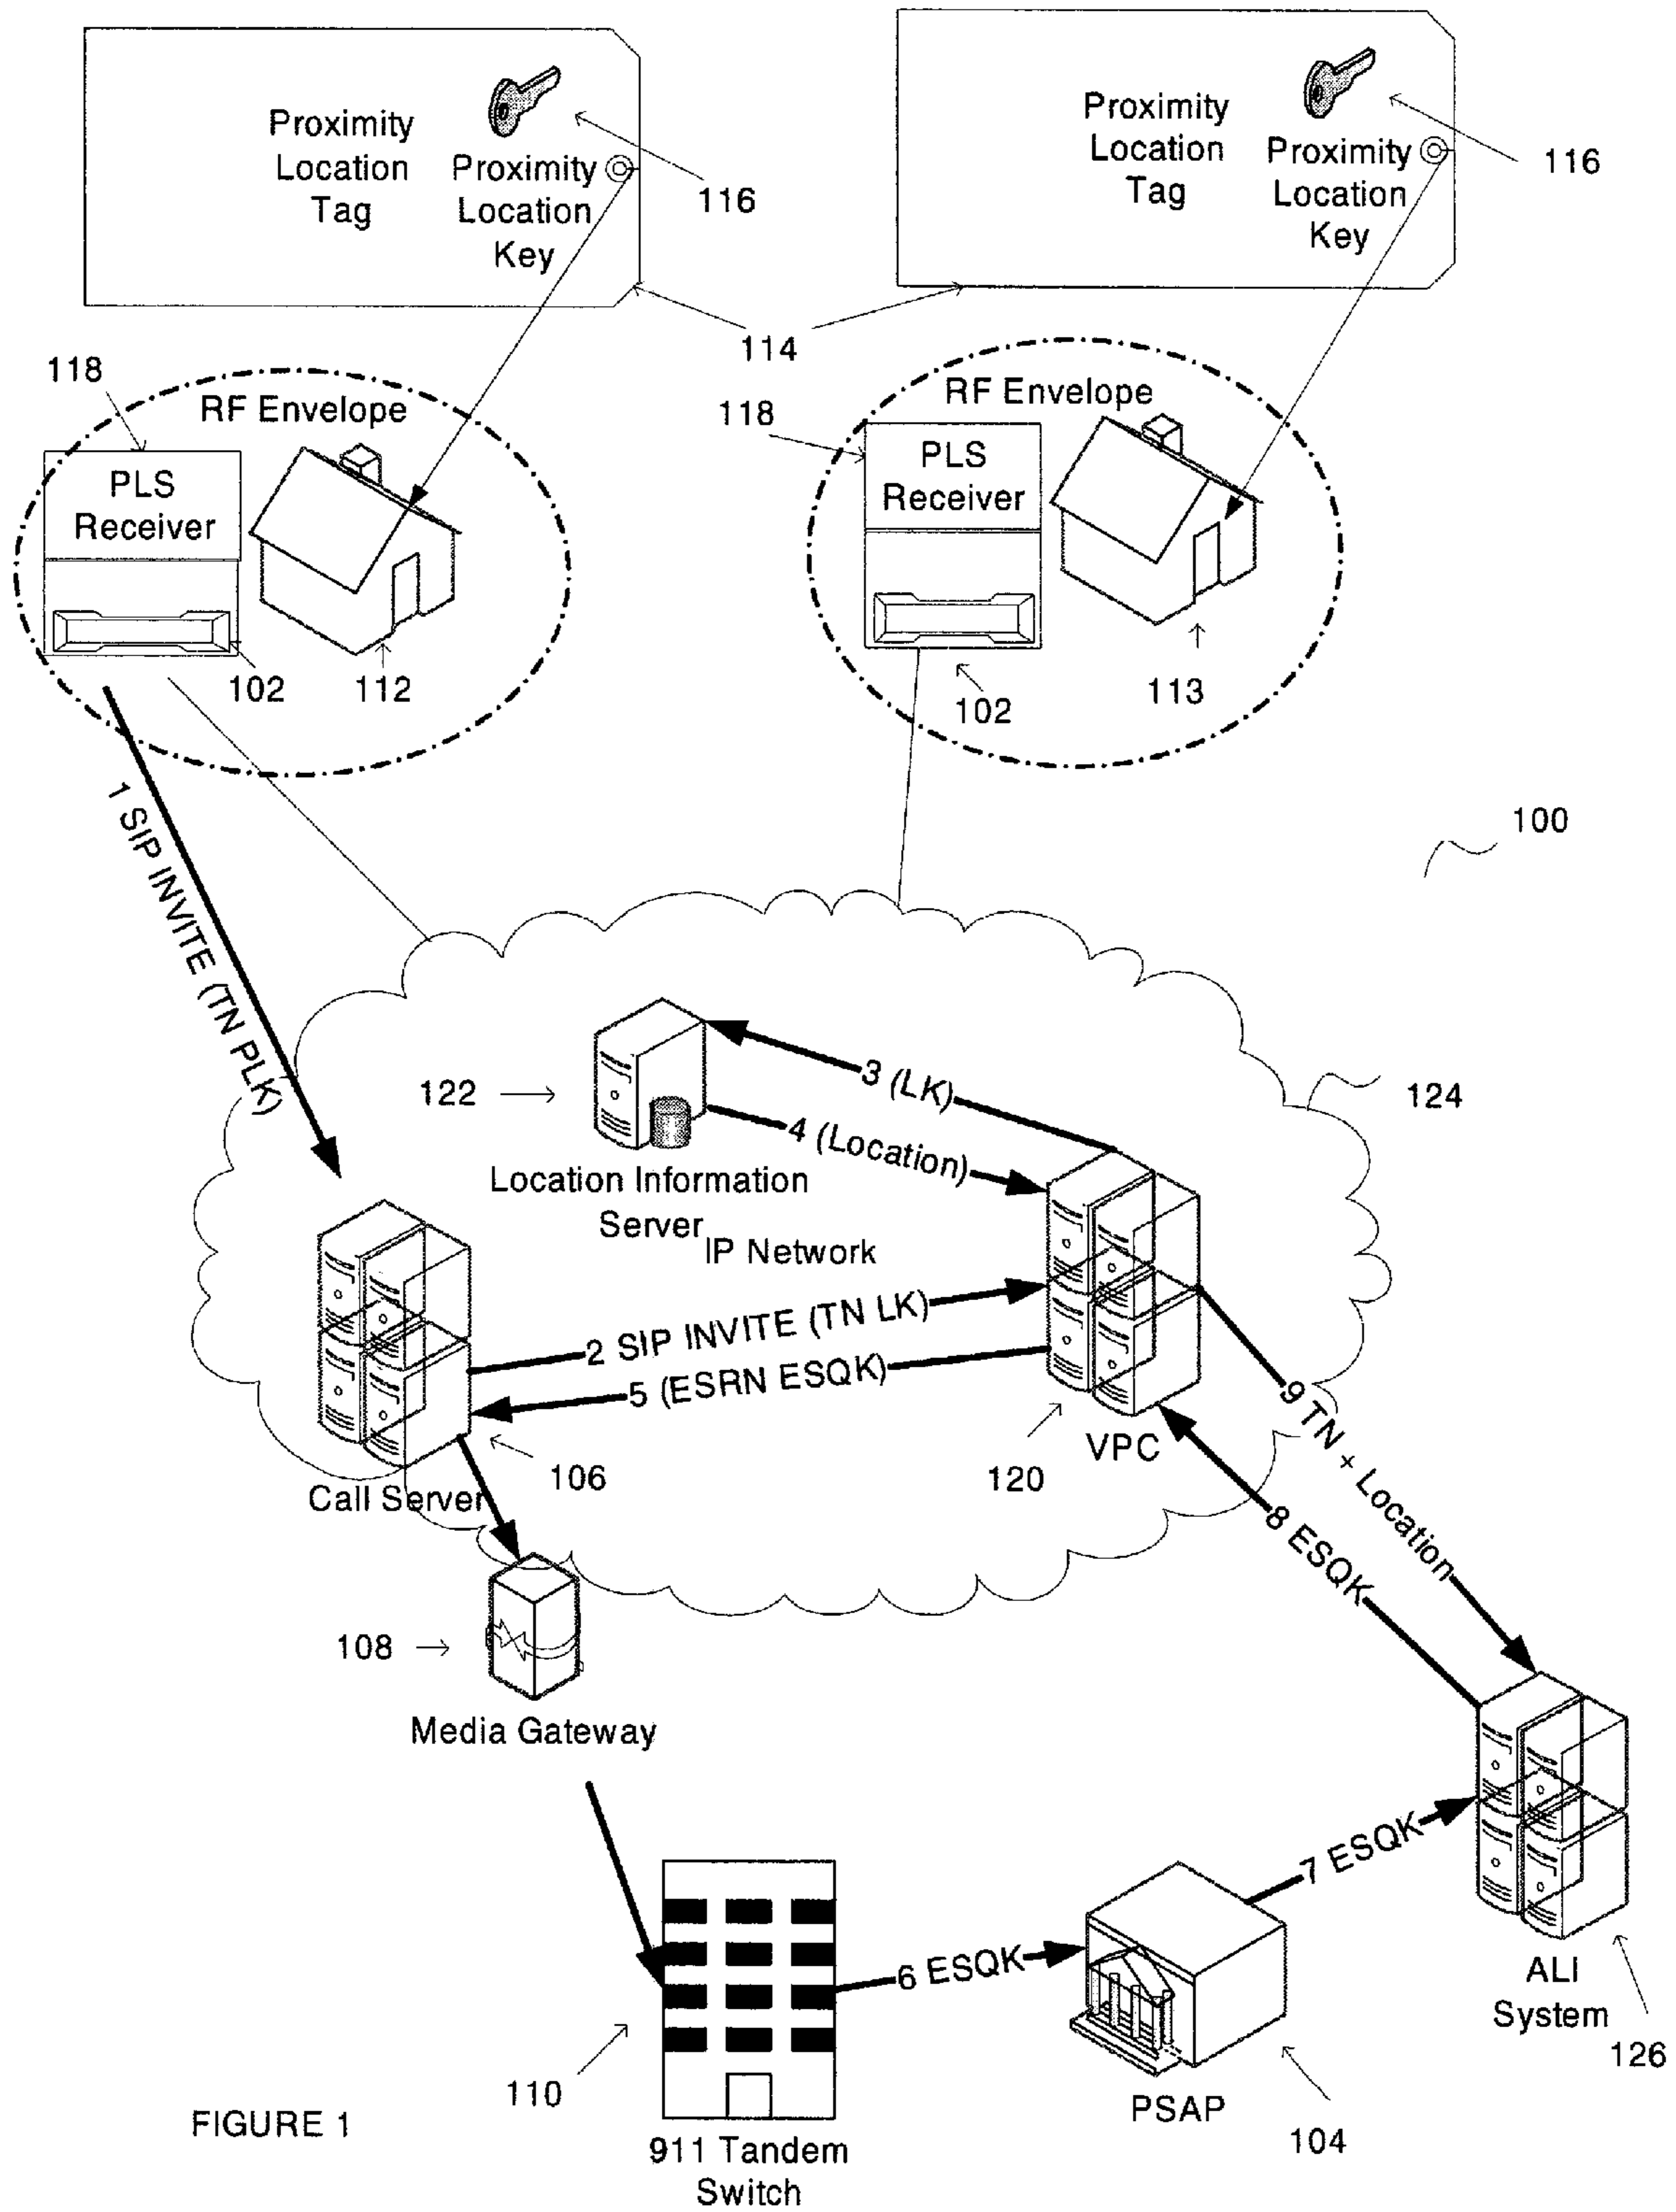 Proximity
Location
Tag
Proximity
Location
Key
116
Proximity
Location
Tag
Proximity
Location
Key
116
114
118
RF Envelope
PLS
Receiver
102
112
118
RF Envelope
PLS
Receiver
102
113
100
1 SIP INVITE (TN PLK)
122
3 (LK)
4 (Location)
124
Location Information
Server
IP Network
2 SIP INVITE (TN LK)
5 (ESRN ESQK)
106
Call Server
120
VPC
9 TN + Location
8 ESQK
108
Media Gateway
7 ESQK
6 ESQK
110
911 Tandem
Switch
PSAP
104
ALI
System
126
FIGURE 1